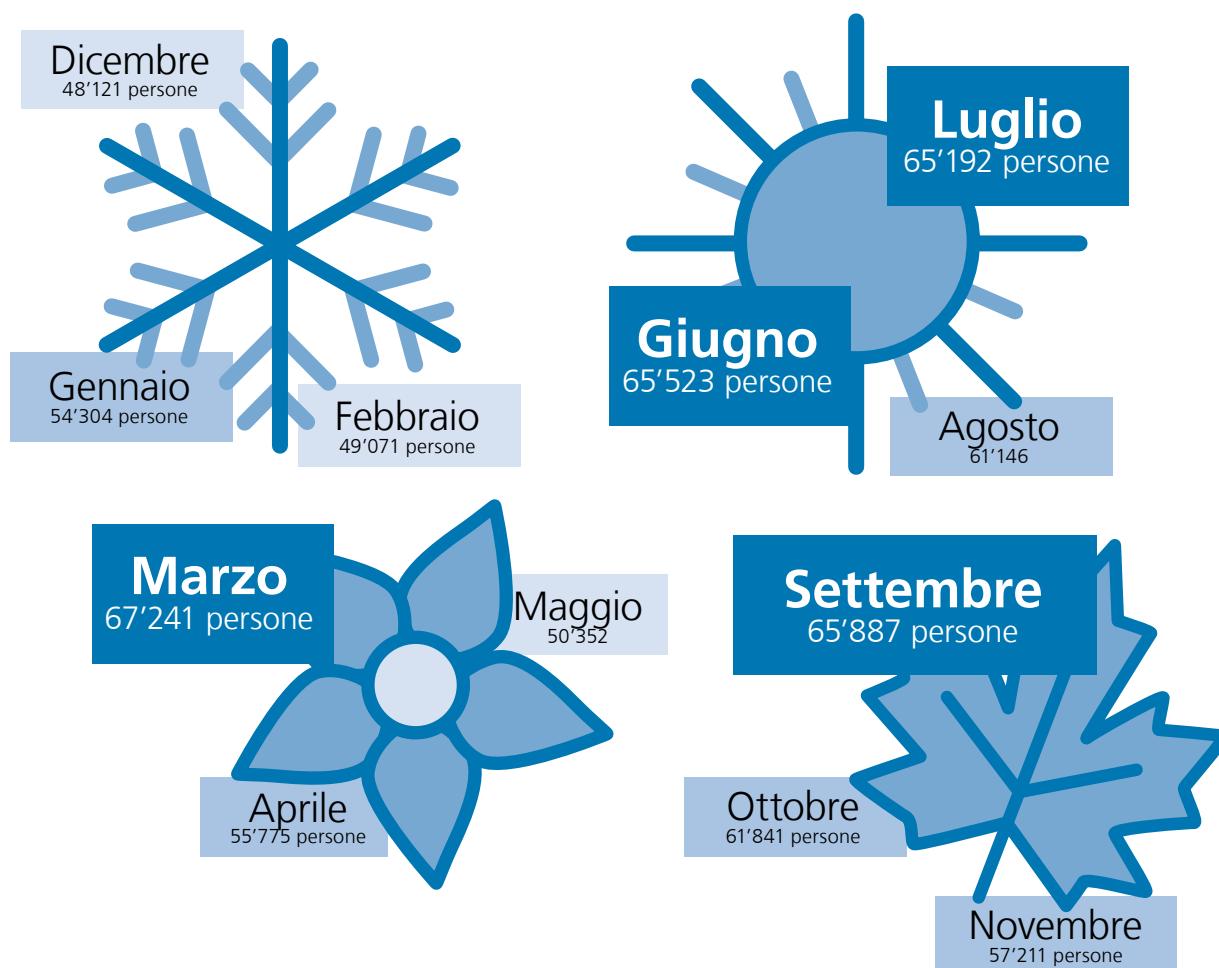 Dicembre
48’121 persone
Gennaio
54’304 persone
Febbraio
49’071 persone
Luglio
65’192 persone
Giugno
65’523 persone
Agosto
61’146
Marzo
67’241 persone
Maggio
50’352
Aprile
55’775 persone
Settembre
65’887 persone
Ottobre
61’841 persone
Novembre
57’211 persone